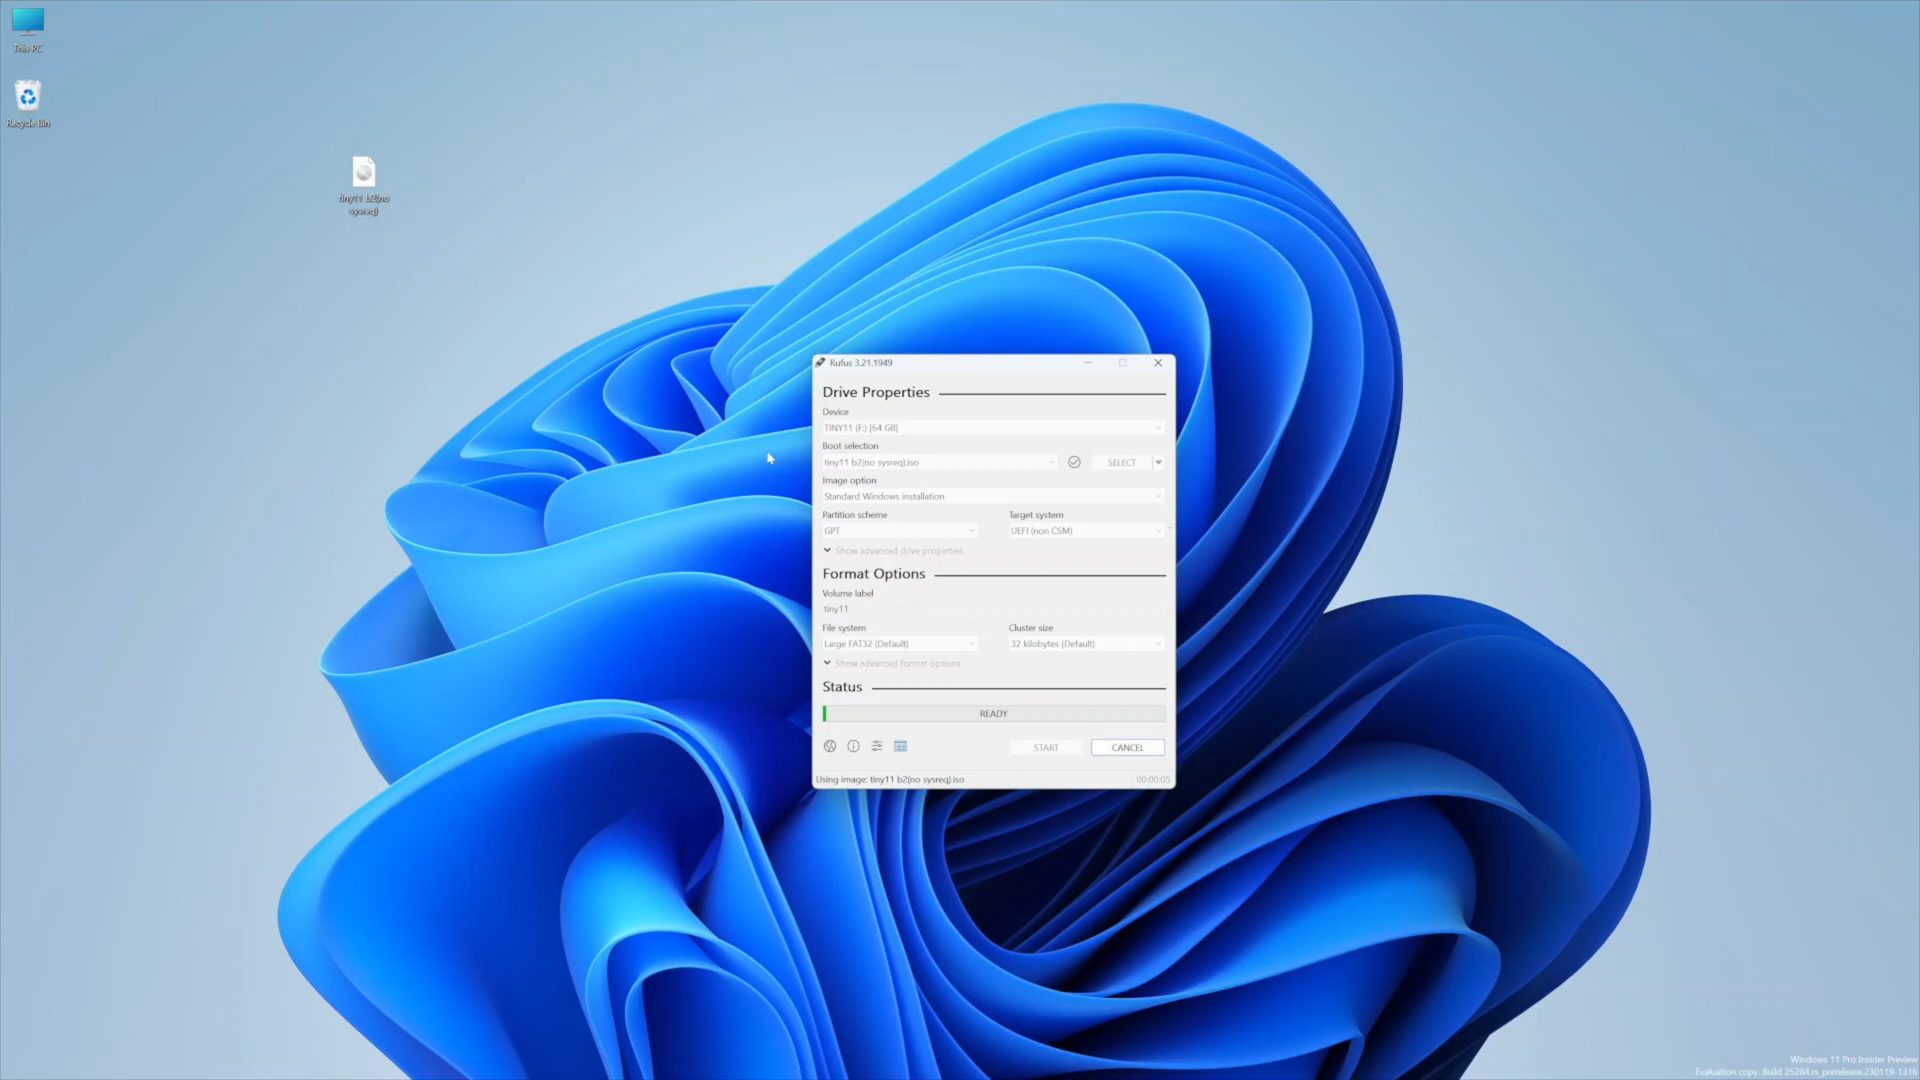 This PC
Recycle Bin
tiny11 b2(no
sysreq)
Rufus 3.21.1949
Drive Properties
Device
TINY11 (F:) [64 GB]
Boot selection
tiny11 b2(no sysreq).iso
SELECT
Image option
Standard Windows installation
Partition scheme
Target system
GPT
UEFI (non CSM)
?
Show advanced drive properties
Format Options
Volume label
tiny11
File system
Cluster size
Large FAT32 (Default)
32 kilobytes (Default)
Show advanced format options
Status
READY
START
CANCEL
Using image: tiny11 b2(no sysreq).iso
00:00:05
Windows 11 Pro Insider Preview
Evaluation copy. Build 25284.rs_prerelease.230119-1316